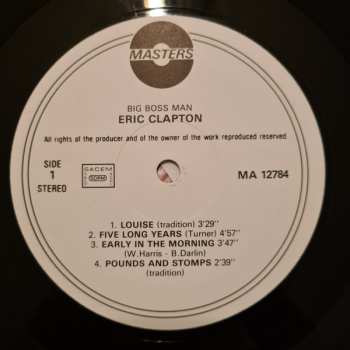 MASTERS
BIG BOSS MAN
ERIC CLAPTON
All rights of the producer and of the owner of the work reproduced reserved.
SIDE
1
STEREO
SACEM
SDRM
MA 12784
1. LOUISE (tradition) 3'29''
2. FIVE LONG YEARS (Turner) 4'57''
3. EARLY IN THE MORNING 3'47''
(W.Harris - B.Darlin)
4. POUNDS AND STOMPS 2'39''
(tradition)